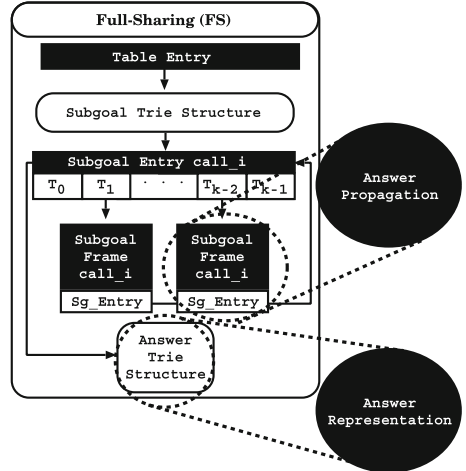 Full-Sharing (FS)
Table Entry
Subgoal Trie Structure
Subgoal Entry call_i
T0 T1 . . . Tk-2 Tk-1
Answer
Propagation
Subgoal
Frame
call_i
Sg_Entry
Subgoal
Frame
call_i
Sg_Entry
Answer
Trie
Structure
Answer
Representation